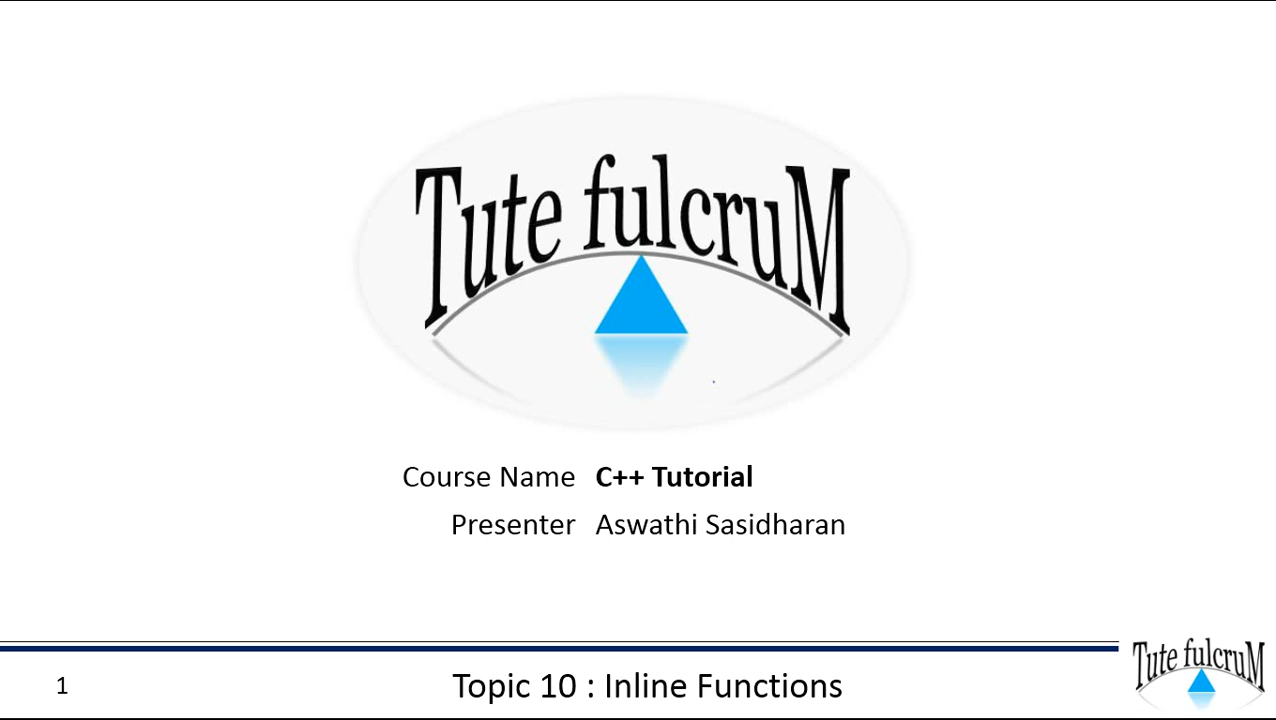 Tute fulcruM
Course Name C++ Tutorial
Presenter Aswathi Sasidharan
1
Topic 10 : Inline Functions
Tute fulcruM